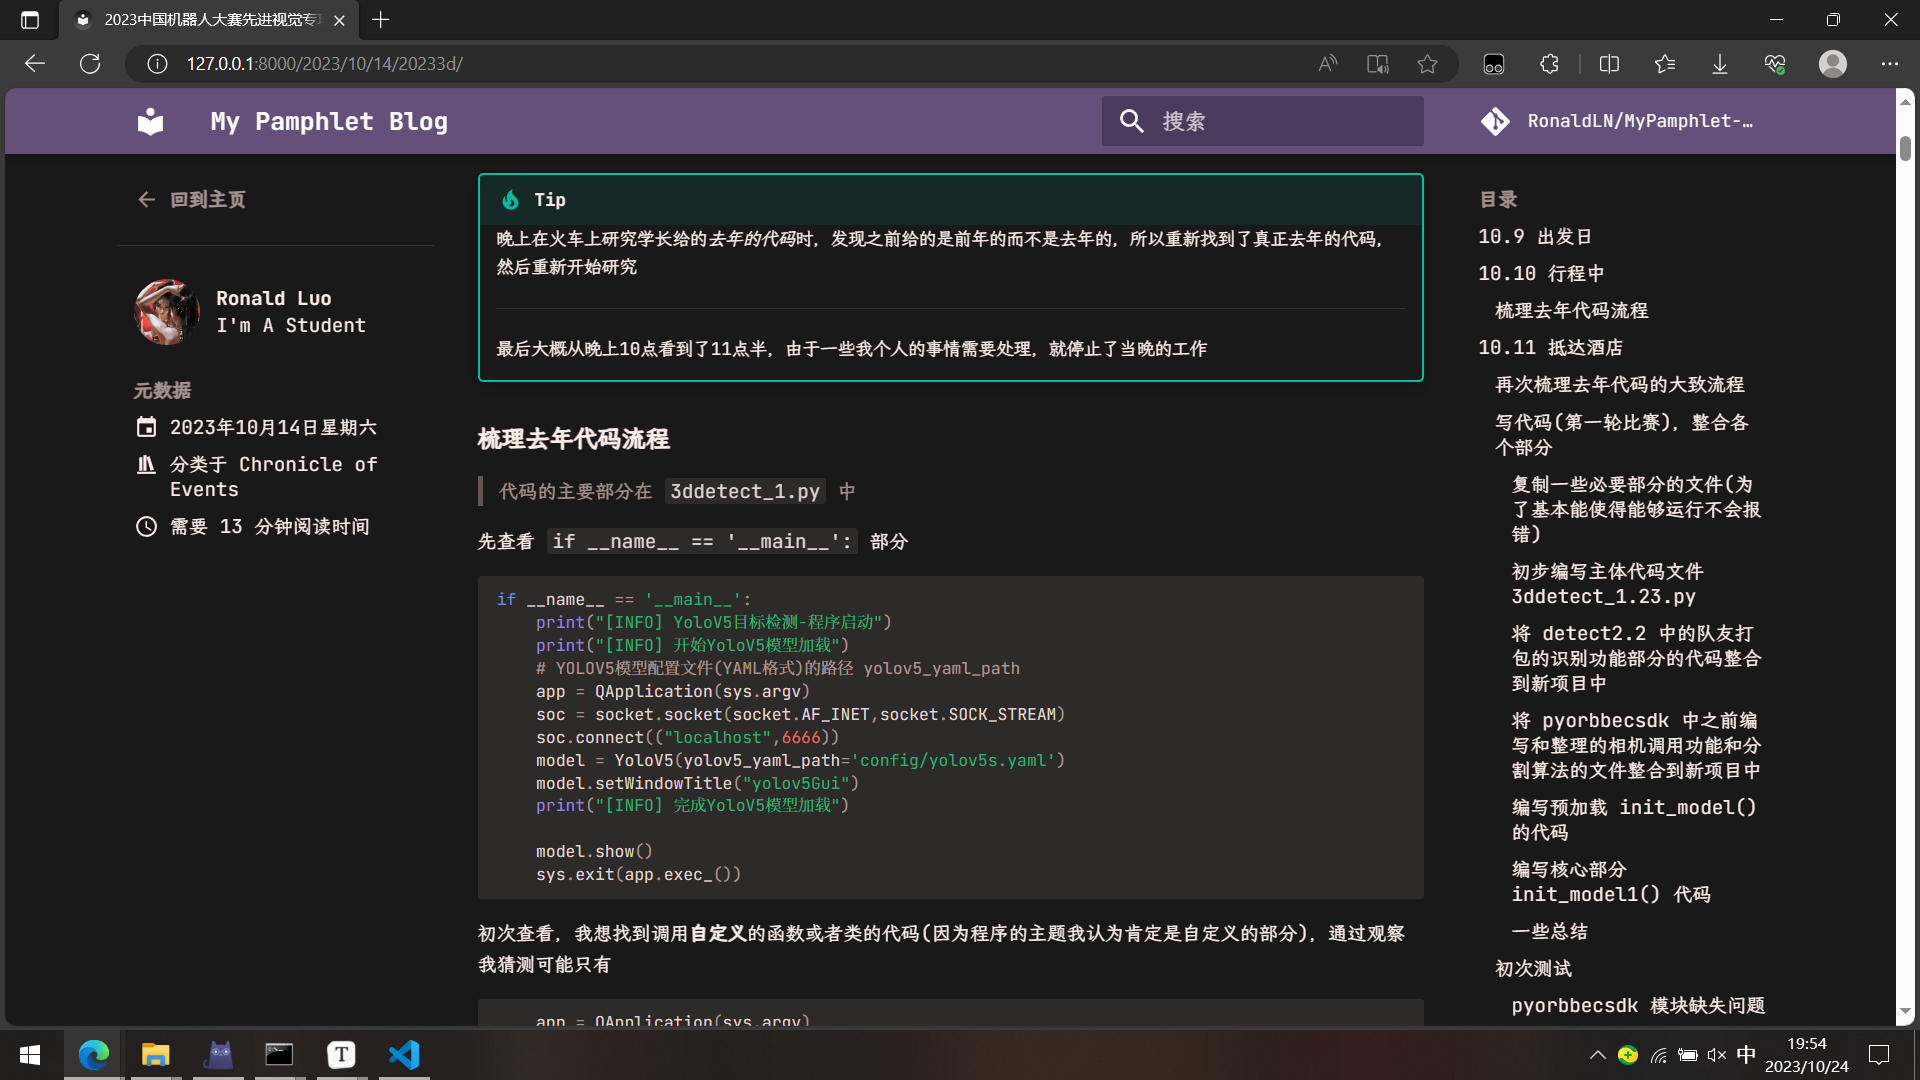 2023中国机器人大赛先进视觉专
127.0.0.1:8000/2023/10/14/20233d/
My Pamphlet Blog
搜索
RonaldLN/MyPamphlet-…
回到主页
Ronald Luo
I'm A Student
元数据
2023年10月14日星期六
分类于 Chronicle of
Events
需要 13 分钟阅读时间
Tip
晚上在火车上研究学长给的去年的代码时，发现之前给的是前年的而不是去年的，所以重新找到了真正去年的代码，
然后重新开始研究
最后大概从晚上10点看到了11点半，由于一些我个人的事情需要处理，就停止了当晚的工作
梳理去年代码流程
代码的主要部分在 3ddetect_1.py 中
先查看 if __name__ == '__main__': 部分
if __name__ == '__main__':
    print("[INFO] YoloV5目标检测-程序启动")
    print("[INFO] 开始YoloV5模型加载")
    # YOLOV5模型配置文件(YAML格式)的路径 yolov5_yaml_path
    app = QApplication(sys.argv)
    soc = socket.socket(socket.AF_INET,socket.SOCK_STREAM)
    soc.connect(("localhost",6666))
    model = YoloV5(yolov5_yaml_path='config/yolov5s.yaml')
    model.setWindowTitle("yolov5Gui")
    print("[INFO] 完成YoloV5模型加载")
    model.show()
    sys.exit(app.exec_())
初次查看，我想找到调用自定义的函数或者类的代码(因为程序的主题我认为肯定是自定义的部分)，通过观察
我猜测可能只有
    app = QApplication(sys.argv)
目录
10.9 出发日
10.10 行程中
梳理去年代码流程
10.11 抵达酒店
再次梳理去年代码的大致流程
写代码(第一轮比赛)，整合各
个部分
复制一些必要部分的文件(为
了基本能使得能够运行不会报
错)
初步编写主体代码文件
3ddetect_1.23.py
将 detect2.2 中的队友打
包的识别功能部分的代码整合
到新项目中
将 pyorbbecsdk 中之前编
写和整理的相机调用功能和分
割算法的文件整合到新项目中
编写预加载 init_model()
的代码
编写核心部分
init_model1() 代码
一些总结
初次测试
pyorbbecsdk 模块缺失问题
中
19:54
2023/10/24